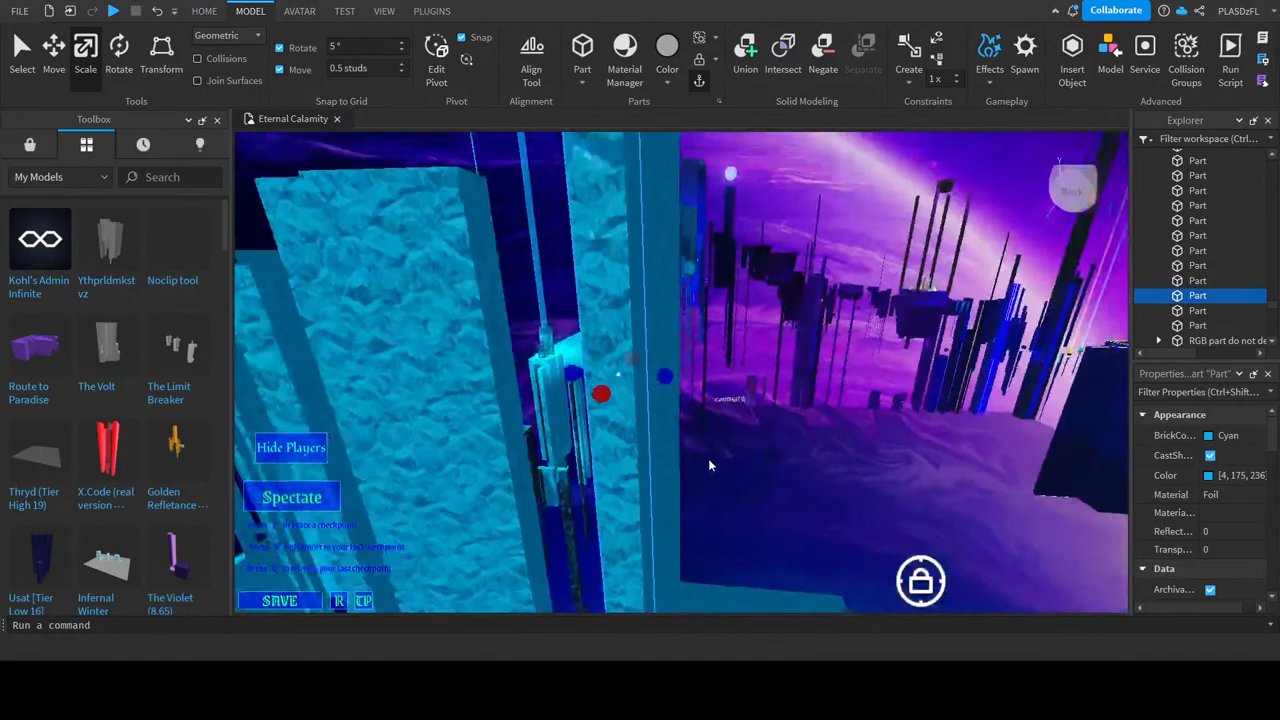 FILE
HOME
MODEL
AVATAR
TEST
VIEW
PLUGINS
Collaborate
PLASDzFL
Select
Move
Scale
Rotate
Transform
Tools
Geometric
Collisions
Join Surfaces
Rotate
5 °
Move
0.5 studs
Snap to Grid
Edit
Pivot
Snap
Pivot
Align
Tool
Alignment
Part
Material
Manager
Color
Parts
Union
Intersect
Negate
Separate
Solid Modeling
Create
1 x
Constraints
Effects
Spawn
Gameplay
Insert
Object
Model
Service
Collision
Groups
Run
Script
Advanced
Toolbox
My Models
Search
Kohl's Admin
Infinite
Ythprldmkst
vz
Noclip tool
Route to
Paradise
The Volt
The Limit
Breaker
Thryd (Tier
High 19)
X.Code (real
version ···
Golden
Refletance ···
Usat [Tier
Low 16]
Infernal
Winter
The Violet
(8.65)
Eternal Calamity
Hide Players
Spectate
SAVE
R
TP
Explorer
Filter workspace (Ctrl...
Part
Part
Part
Part
Part
Part
Part
Part
Part
Part
Part
Part
RGB part do not de
Properties...art "Part"
Filter Properties (Ctrl+Shift
Appearance
BrickCo...
Cyan
CastSh...
Color
[4, 175, 236]
Material
Foil
Materia...
Reflect...
0
Transp...
0
Data
Archiva...
Run a command